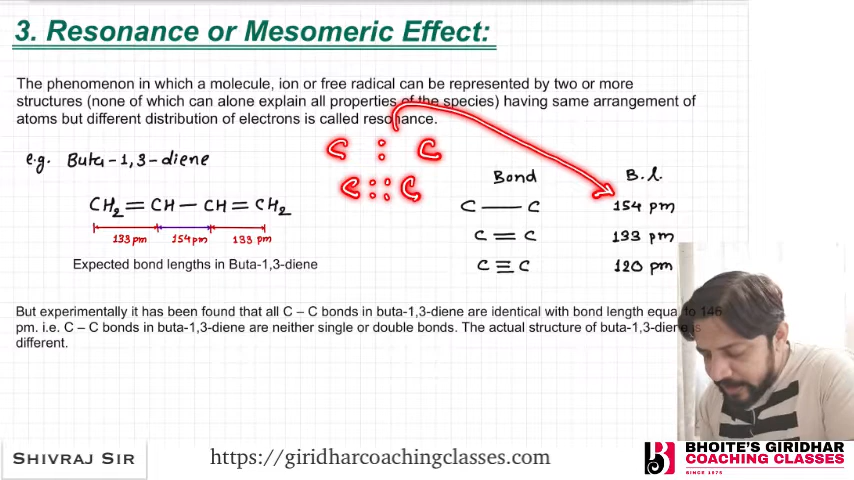 3. Resonance or Mesomeric Effect:
The phenomenon in which a molecule, ion or free radical can be represented by two or more
structures (none of which can alone explain all properties of the species) having same arrangement of
atoms but different distribution of electrons is called resonance.
e.g. Buta-1,3-diene
C : C
C :: C
Bond B.l.
CH₂=CH—CH=CH₂
C — C 154 pm
133 pm 154 pm 133 pm
C = C 133 pm
Expected bond lengths in Buta-1,3-diene
C ≡ C 120 pm
But experimentally it has been found that all C – C bonds in buta-1,3-diene are identical with bond length equal to 146
pm. i.e. C – C bonds in buta-1,3-diene are neither single or double bonds. The actual structure of buta-1,3-diene is
different.
SHIVRAJ SIR
https://giridharcoachingclasses.com
BHOITE'S GIRIDHAR
COACHING CLASSES
SINCE 1975